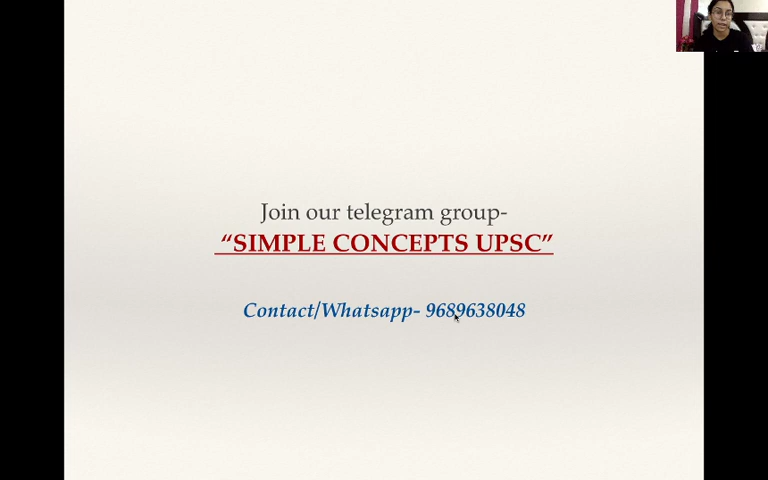 Join our telegram group-
“SIMPLE CONCEPTS UPSC”
Contact/Whatsapp- 9689638048